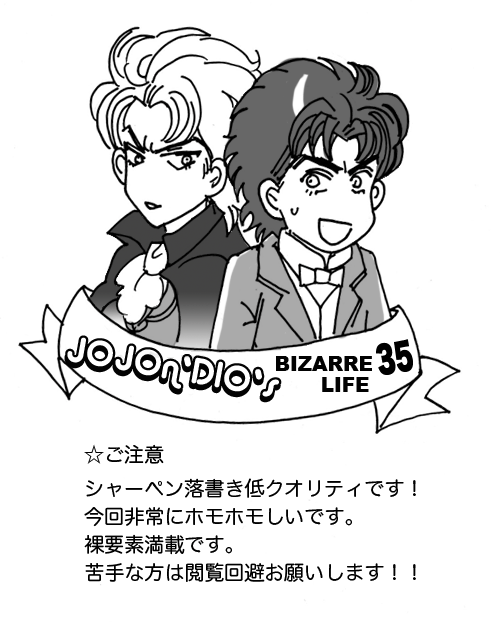 JOJOn'DIO's BIZARRE 35
LIFE
☆ご注意
シャーペン落書き低クオリティです！
今回非常にホモホモしいです。
裸要素満載です。
苦手な方は閲覧回避お願いします！！